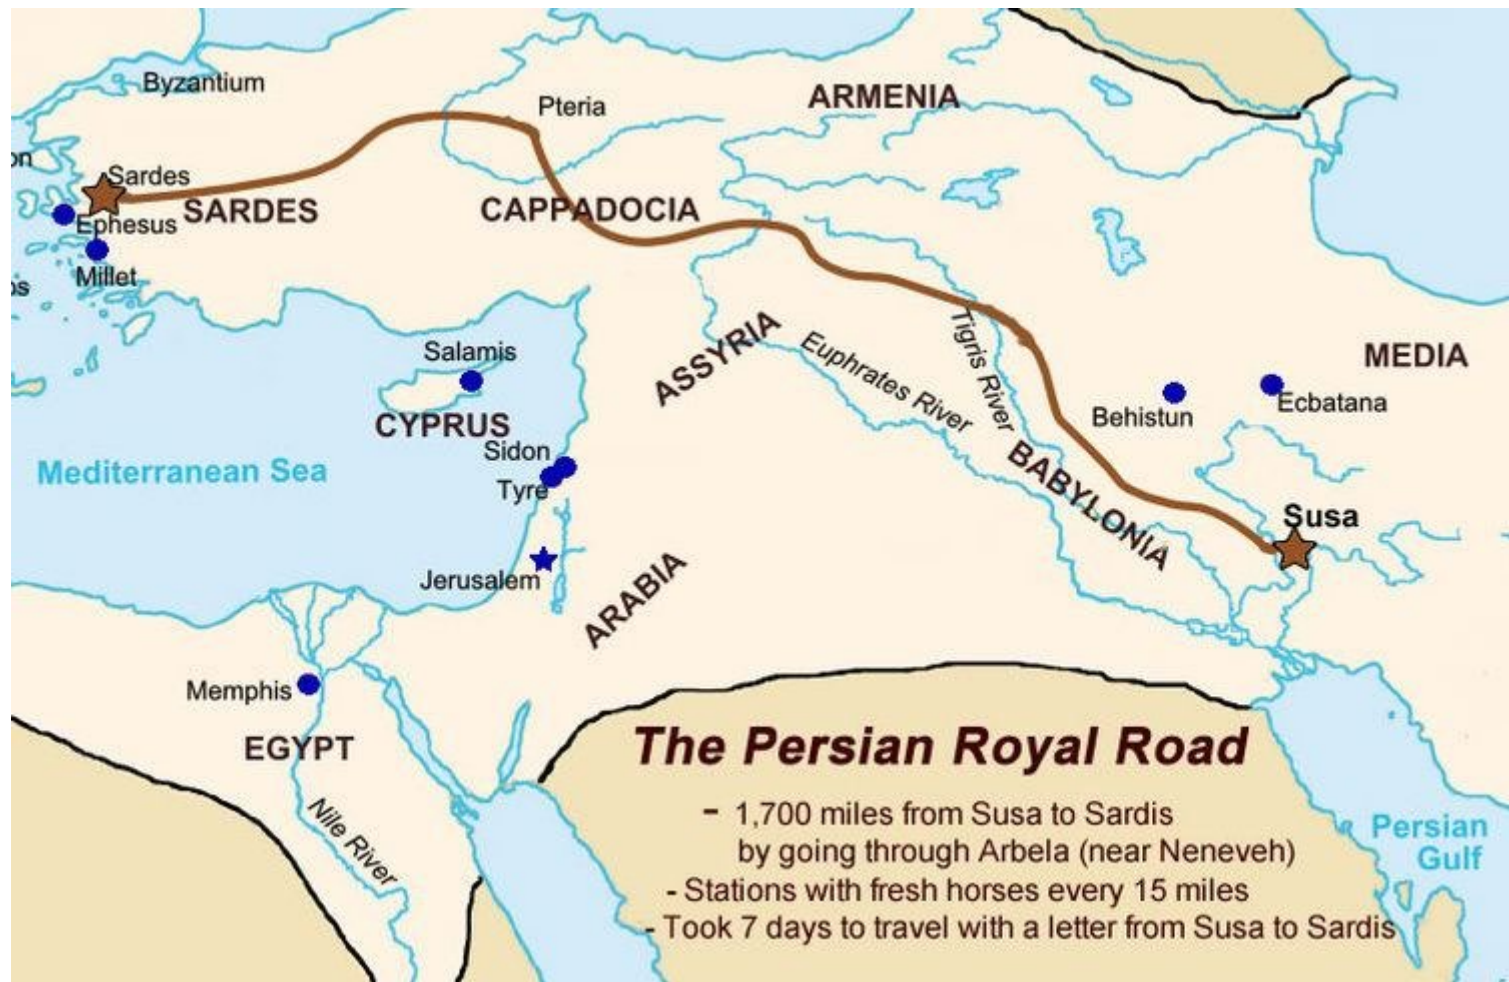 Byzantium
Pteria
ARMENIA
on
Sardes
SARDES
CAPPADOCIA
Ephesus
Millet
os
Salamis
CYPRUS
ASSYRIA
Euphrates River
Tigris River
MEDIA
Behistun
Ecbatana
Sidon
Tyre
Mediterranean Sea
BABYLONIA
Susa
Jerusalem
ARABIA
Memphis
EGYPT
Nile River
The Persian Royal Road
- 1,700 miles from Susa to Sardis
by going through Arbela (near Neneveh)
- Stations with fresh horses every 15 miles
- Took 7 days to travel with a letter from Susa to Sardis
Persian
Gulf